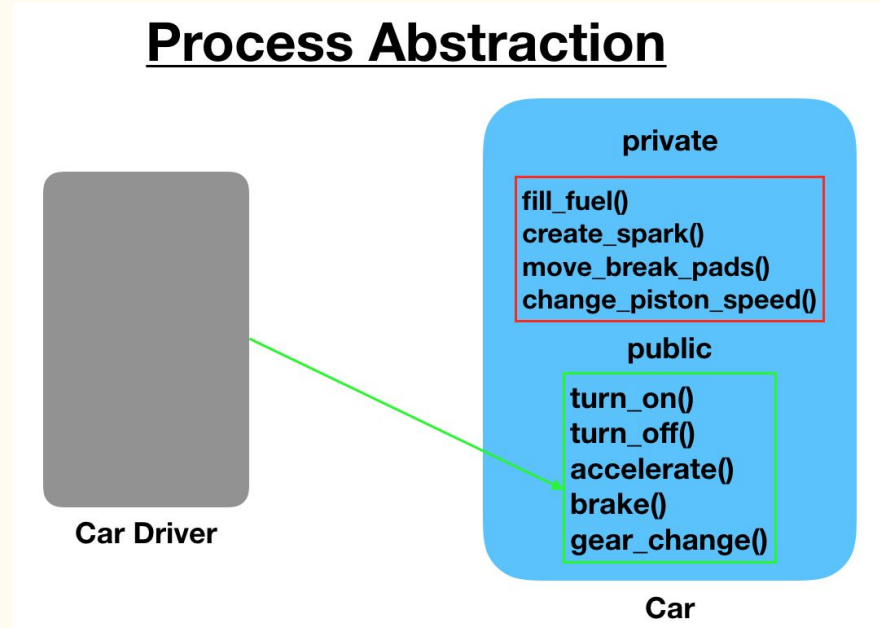 Process Abstraction
private
fill_fuel()
create_spark()
move_break_pads()
change_piston_speed()
public
turn_on()
turn_off()
accelerate()
brake()
gear_change()
Car Driver
Car